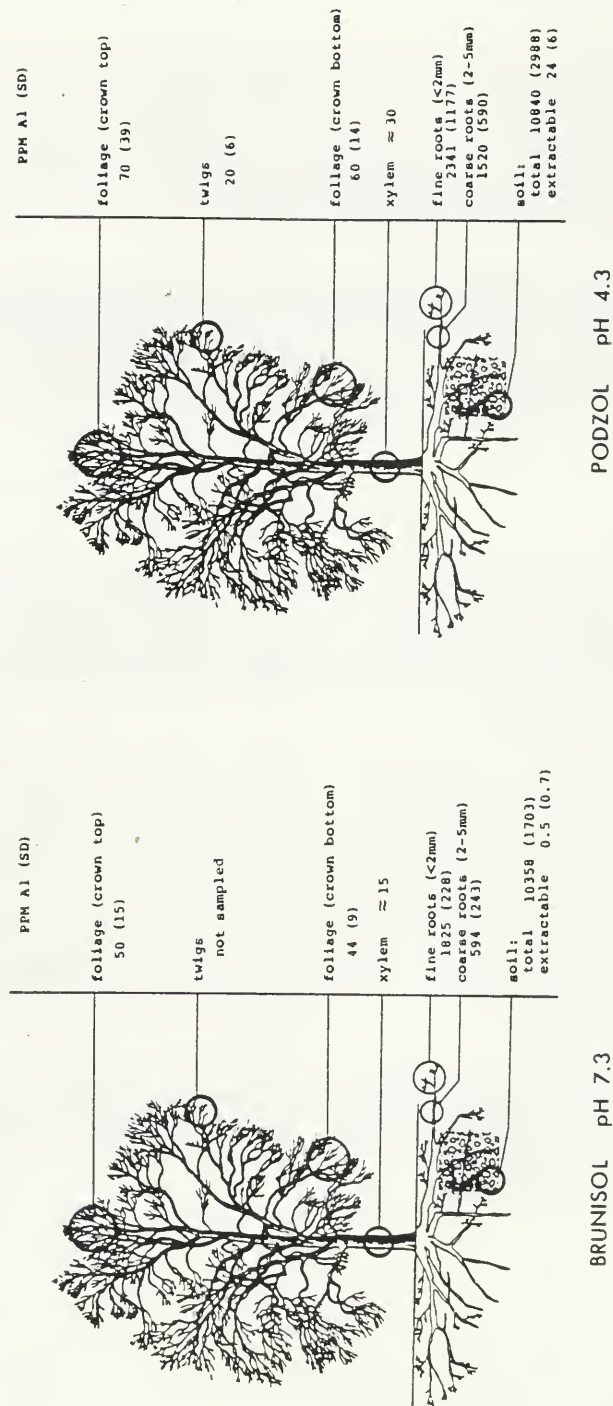 PPM Al (SD)
foliage (crown top)
50 (15)
twigs
not sampled
foliage (crown bottom)
44 (9)
xylem ≈ 15
fine roots (<2mm)
1825 (228)
coarse roots (2-5mm)
594 (243)
soil:
total 10358 (1703)
extractable 0.5 (0.7)
BRUNISOL pH 7.3
PPM Al (SD)
foliage (crown top)
70 (39)
twigs
20 (6)
foliage (crown bottom)
60 (14)
xylem ≈ 30
fine roots (<2mm)
2341 (1177)
coarse roots (2-5mm)
1520 (590)
soil:
total 10840 (2988)
extractable 24 (6)
PODZOL pH 4.3